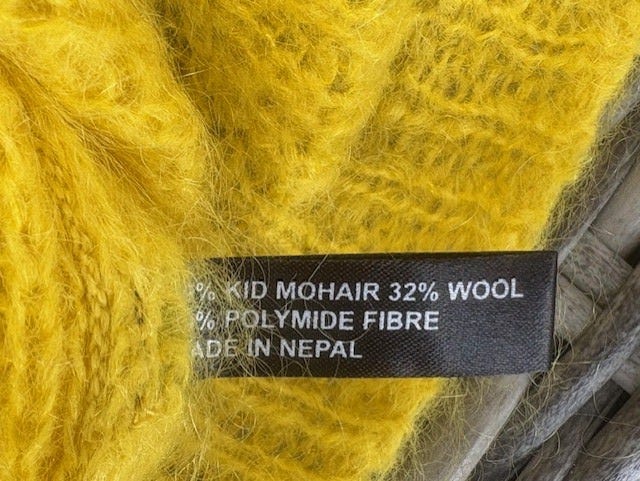 % KID MOHAIR 32% WOOL
% POLYMIDE FIBRE
ADE IN NEPAL